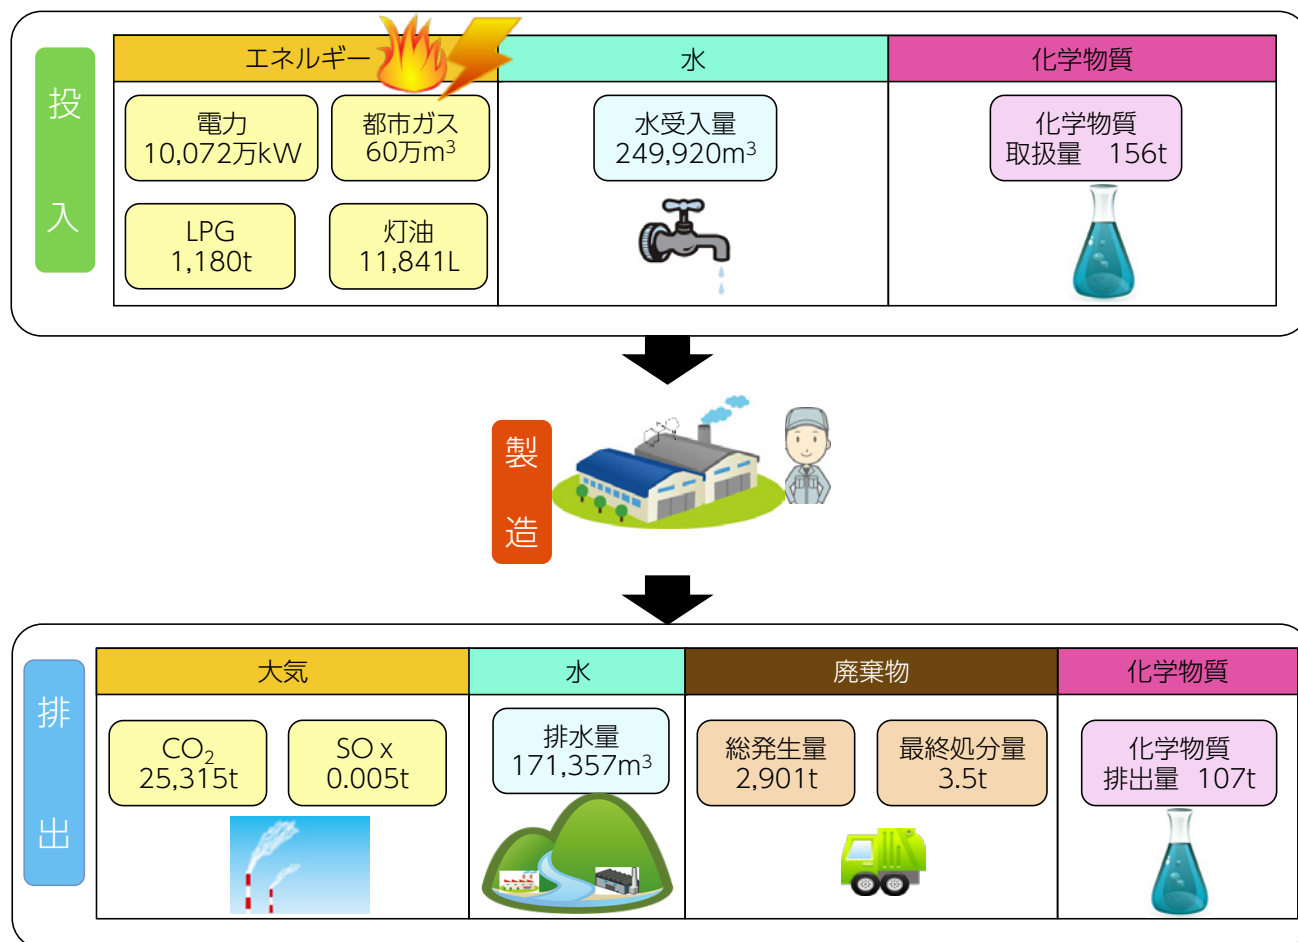 投入
エネルギー
水
化学物質
電力
10,072万kW
都市ガス
60万m³
水受入量
249,920m³
化学物質
取扱量 156t
LPG
1,180t
灯油
11,841L
製造
排出
大気
水
廃棄物
化学物質
CO₂
25,315t
SOx
0.005t
排水量
171,357m³
総発生量
2,901t
最終処分量
3.5t
化学物質
排出量 107t